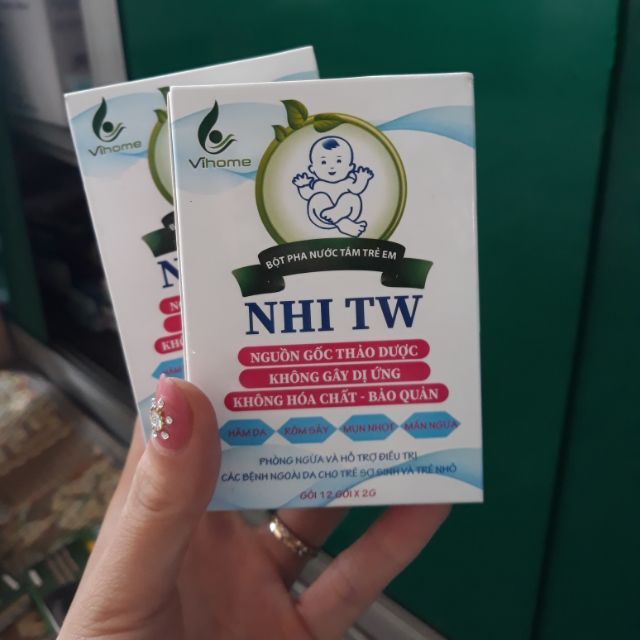 Vihome
Vihome
BỘT PHA NƯỚC TẮM TRẺ EM
NHI TW
NGUỒN GỐC THẢO DƯỢC
KHÔNG GÂY DỊ ỨNG
KHÔNG HÓA CHẤT - BẢO QUẢN
HĂM DA RÔM SẢY MỤN NHỌT MẨN NGỨA
PHÒNG NGỪA VÀ HỖ TRỢ ĐIỀU TRỊ
CÁC BỆNH NGOÀI DA CHO TRẺ SƠ SINH VÀ TRẺ NHỎ
GÓI 12 GÓI X 2G